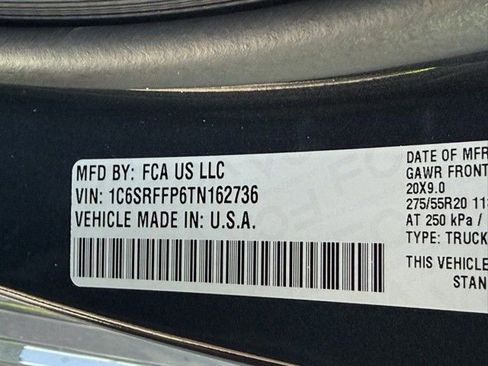 MFD BY: FCA US LLC
VIN: 1C6SRFFP6TN162736
VEHICLE MADE IN: U.S.A.
DATE OF MFR
GAWR FRONT
20X9.0
275/55R20
AT 250 kPa /
TYPE: TRUCK
THIS VEHICLE
STAN